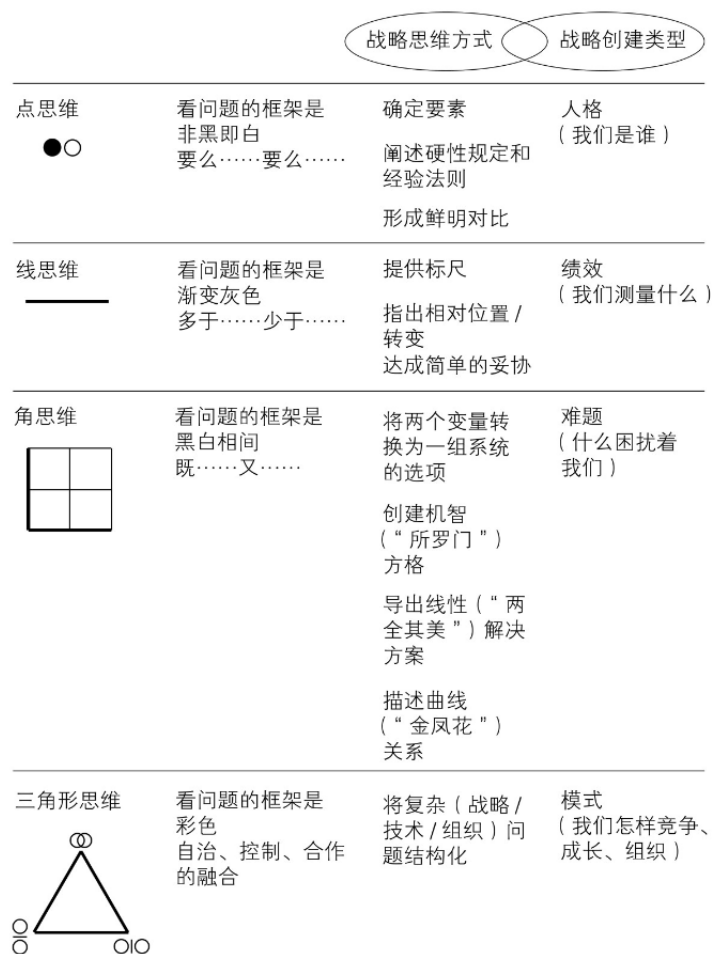 战略思维方式
战略创建类型
点思维
看问题的框架是
非黑即白
要么……要么……
确定要素
阐述硬性规定和
经验法则
形成鲜明对比
人格
（我们是谁）
线思维
看问题的框架是
渐变灰色
多于……少于……
提供标尺
指出相对位置/
转变
达成简单的妥协
绩效
（我们测量什么）
角思维
看问题的框架是
黑白相间
既……又……
将两个变量转
换为一组系统
的选项
创建机智
（“所罗门”）
方格
导出线性（“两
全其美”）解决
方案
描述曲线
（“金凤花”）
关系
难题
（什么困扰着
我们）
三角形思维
看问题的框架是
彩色
自治、控制、合作
的融合
将复杂（战略/
技术/组织）问
题结构化
模式
（我们怎样竞争、
成长、组织）